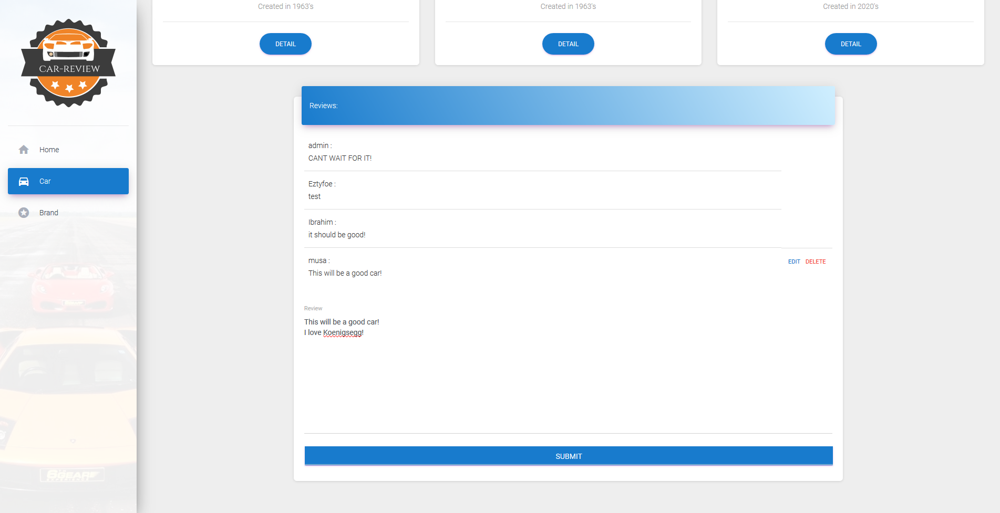 CAR-REVIEW
Home
Car
Brand
6GEAR
EXPERIENCE
Created in 1963's
Created in 1963's
Created in 2020's
DETAIL
DETAIL
DETAIL
Reviews:
admin :
CANT WAIT FOR IT!
Eztyfoe :
test
Ibrahim :
it should be good!
musa :
This will be a good car!
EDIT DELETE
Review
This will be a good car!
I love Koenigsegg!
SUBMIT